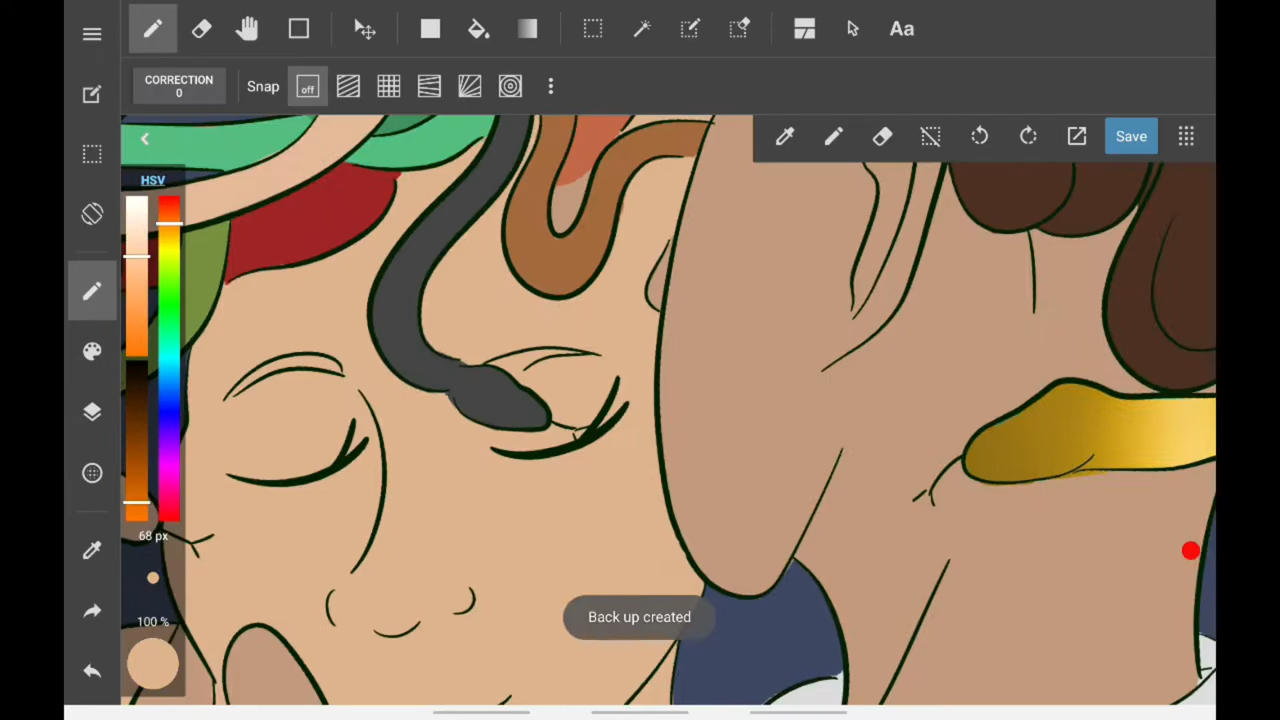 Aa
CORRECTION
0
Snap
off
Save
HSV
68 px
100 %
Back up created